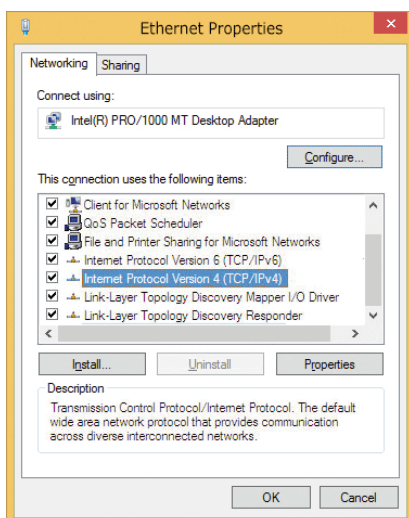 Ethernet Properties
Networking Sharing
Connect using:
Intel(R) PRO/1000 MT Desktop Adapter
Configure...
This connection uses the following items:
Client for Microsoft Networks
QoS Packet Scheduler
File and Printer Sharing for Microsoft Networks
Internet Protocol Version 6 (TCP/IPv6)
Internet Protocol Version 4 (TCP/IPv4)
Link-Layer Topology Discovery Mapper I/O Driver
Link-Layer Topology Discovery Responder
Install... Uninstall Properties
Description
Transmission Control Protocol/Internet Protocol. The default
wide area network protocol that provides communication
across diverse interconnected networks.
OK Cancel